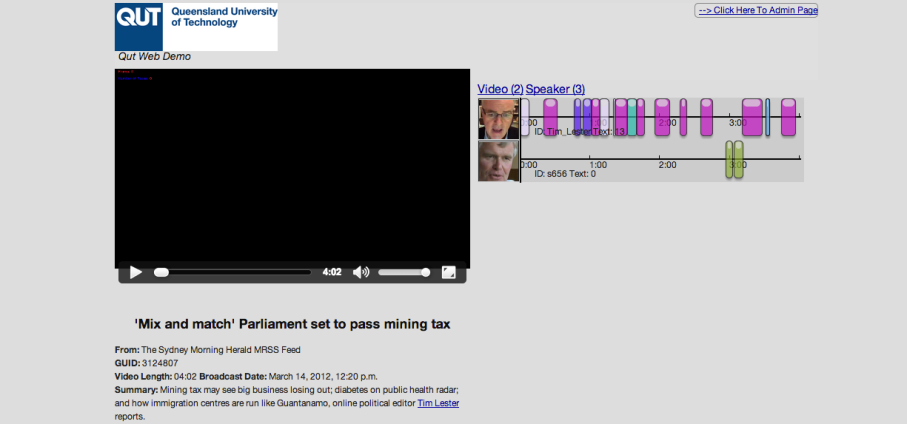 QUT Queensland University of Technology
--> Click Here To Admin Page
Qut Web Demo
Video (2) Speaker (3)
0:00 1:00 2:00 3:00
ID: Tim_Lester Text: 13
0:00 1:00 2:00 3:00
ID: s656 Text: 0
4:02
'Mix and match' Parliament set to pass mining tax
From: The Sydney Morning Herald MRSS Feed
GUID: 3124807
Video Length: 04:02 Broadcast Date: March 14, 2012, 12:20 p.m.
Summary: Mining tax may see big business losing out; diabetes on public health radar;
and how immigration centres are run like Guantanamo, online political editor Tim Lester
reports.